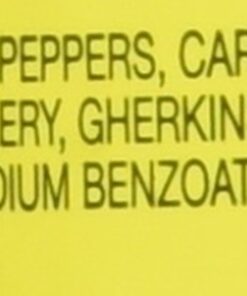 PEPPERS, CAR
ERY, GHERKIN
DIUM BENZOAT